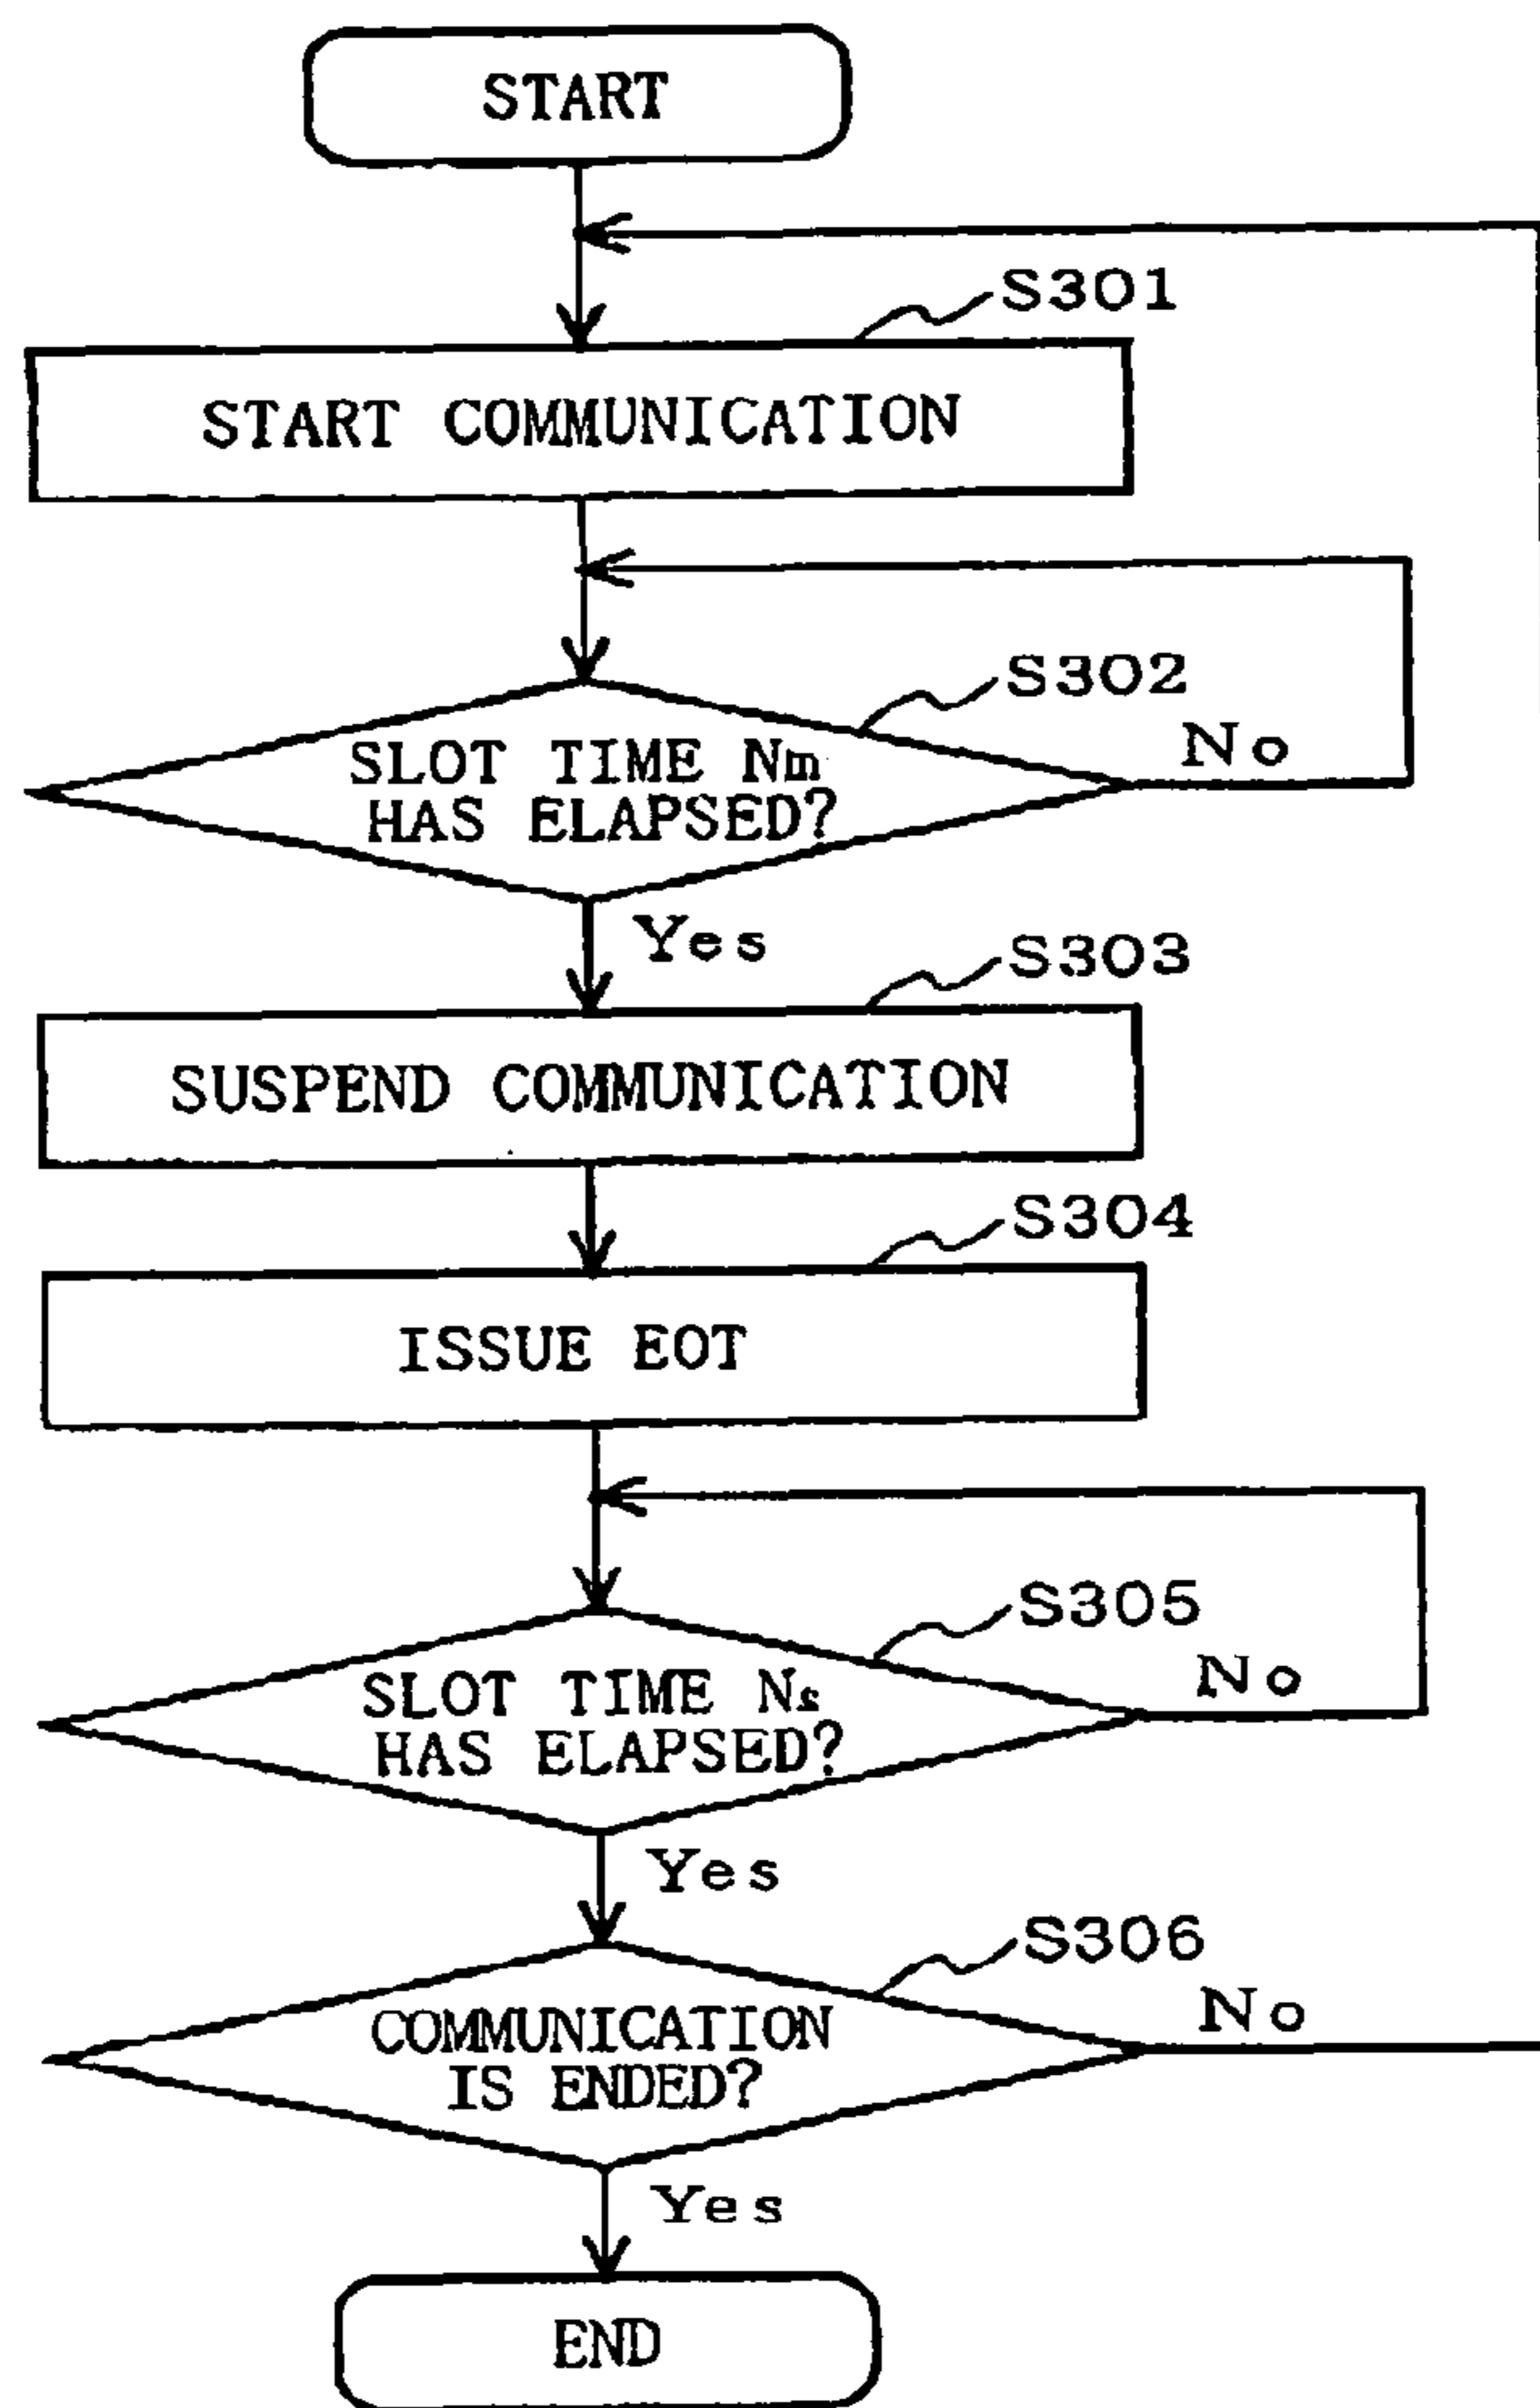 START
S301
START COMMUNICATION
S302
SLOT TIME Nm
HAS ELAPSED?
No
Yes
S303
SUSPEND COMMUNICATION
S304
ISSUE EOT
S305
SLOT TIME Ns
HAS ELAPSED?
No
Yes
S306
COMMUNICATION
IS ENDED?
No
Yes
END